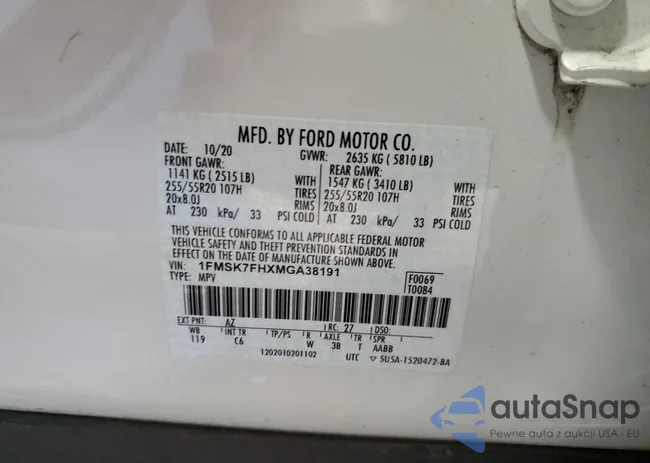 MFD. BY FORD MOTOR CO.
DATE: 10/20 GVWR: 2635 KG ( 5810 LB)
FRONT GAWR: REAR GAWR:
1141 KG ( 2515 LB) WITH 1547 KG ( 3410 LB) WITH
255/55R20 107H TIRES 255/55R20 107H TIRES
20x8.0J RIMS 20x8.0J RIMS
AT 230 kPa/ 33 PSI COLD AT 230 kPa/ 33 PSI COLD
THIS VEHICLE CONFORMS TO ALL APPLICABLE FEDERAL MOTOR
VEHICLE SAFETY AND THEFT PREVENTION STANDARDS IN
EFFECT ON THE DATE OF MANUFACTURE SHOWN ABOVE.
VIN: 1FMSK7FHXMGA38191 F0069
TYPE: MPV T0084
EXT PNT: AZ RC: 27 DSO:
WB INT TR TP/PS R AXLE TR SPR
119 C6 W 3B T AABB
1202010201102 UTC ▽ 5U5A-1520472-BA
autaSnap
Pewne auta z aukcji USA i EU